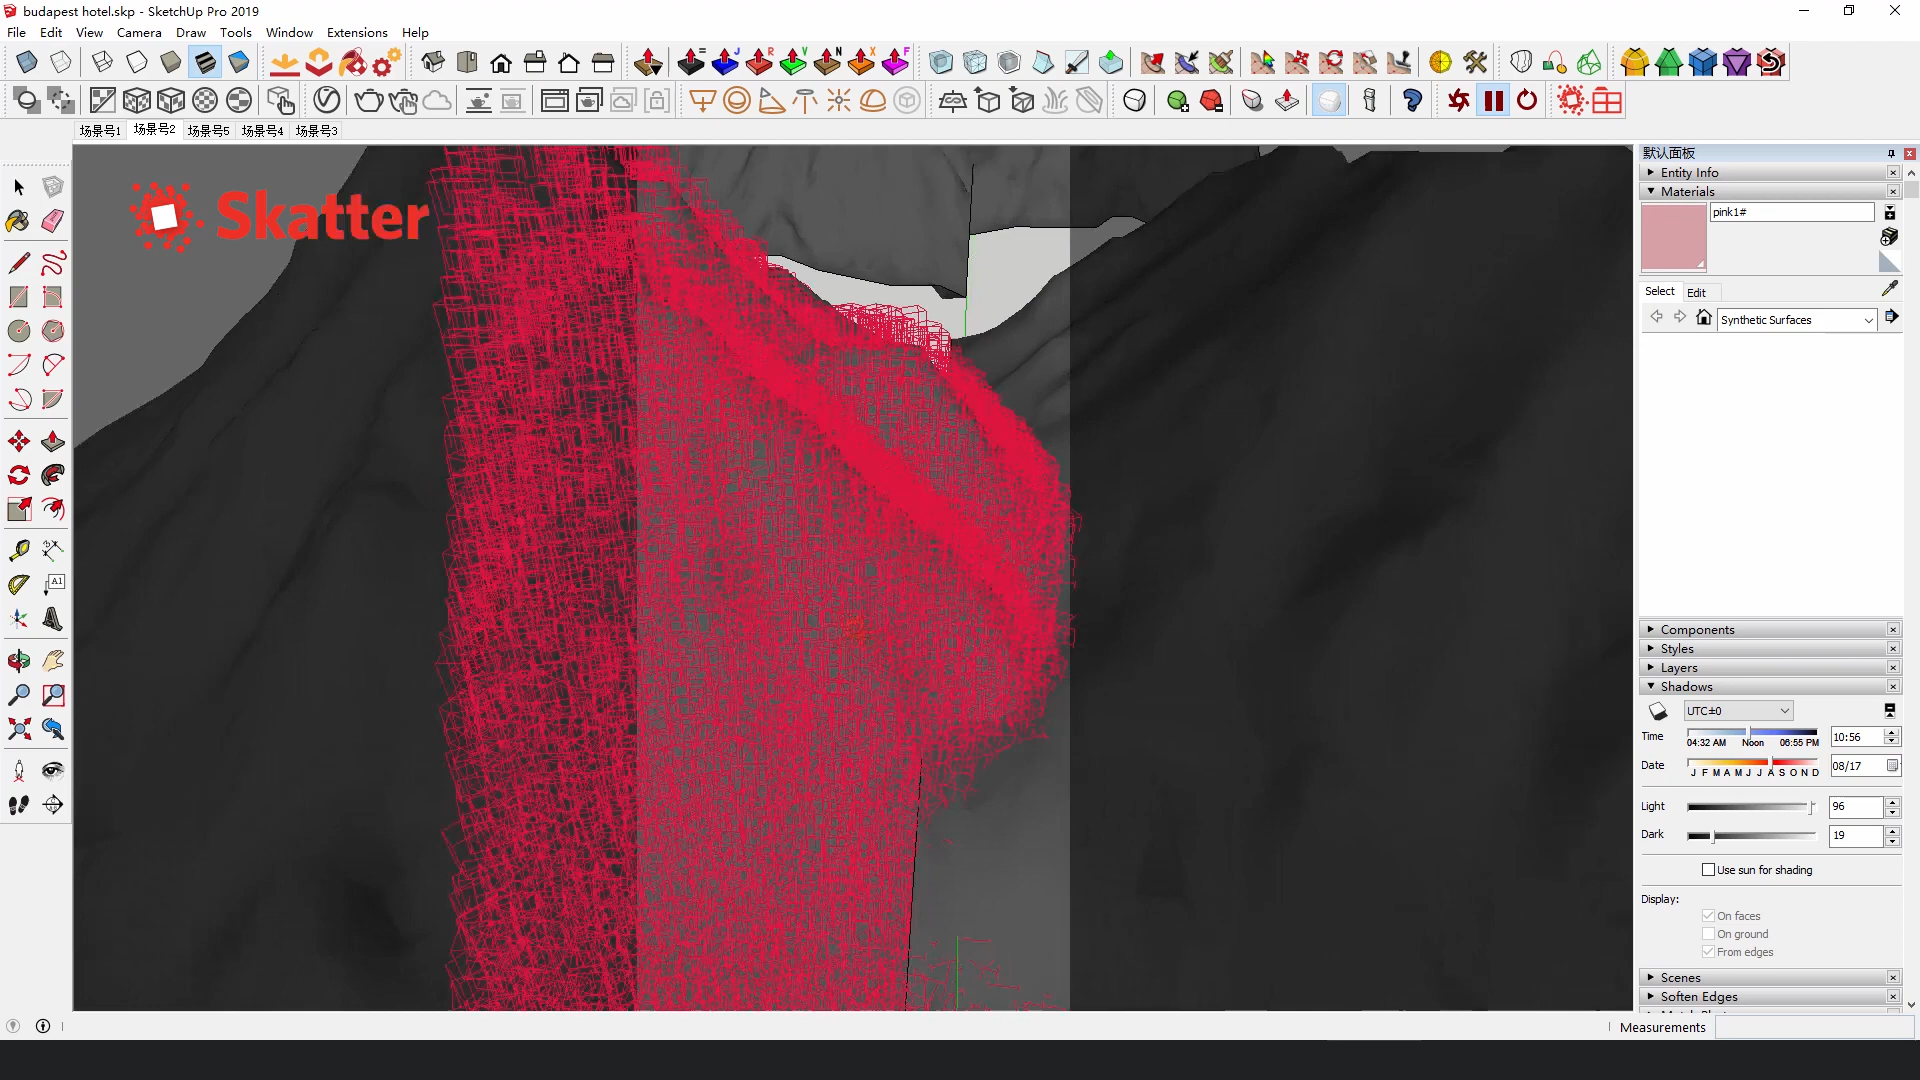 budapest hotel.skp - SketchUp Pro 2019
File Edit View Camera Draw Tools Window Extensions Help
= J R V N X F
场景号1 场景号2 场景号5 场景号4 场景号3
Skatter
A1
默认面板
Entity Info
Materials
pink1#
Select Edit
Synthetic Surfaces
Components
Styles
Layers
Shadows
UTC±0
Time 04:32 AM Noon 06:55 PM 10:56
Date J F M A M J J A S O N D 08/17
Light 96
Dark 19
Use sun for shading
Display:
On faces
On ground
From edges
Scenes
Soften Edges
Measurements